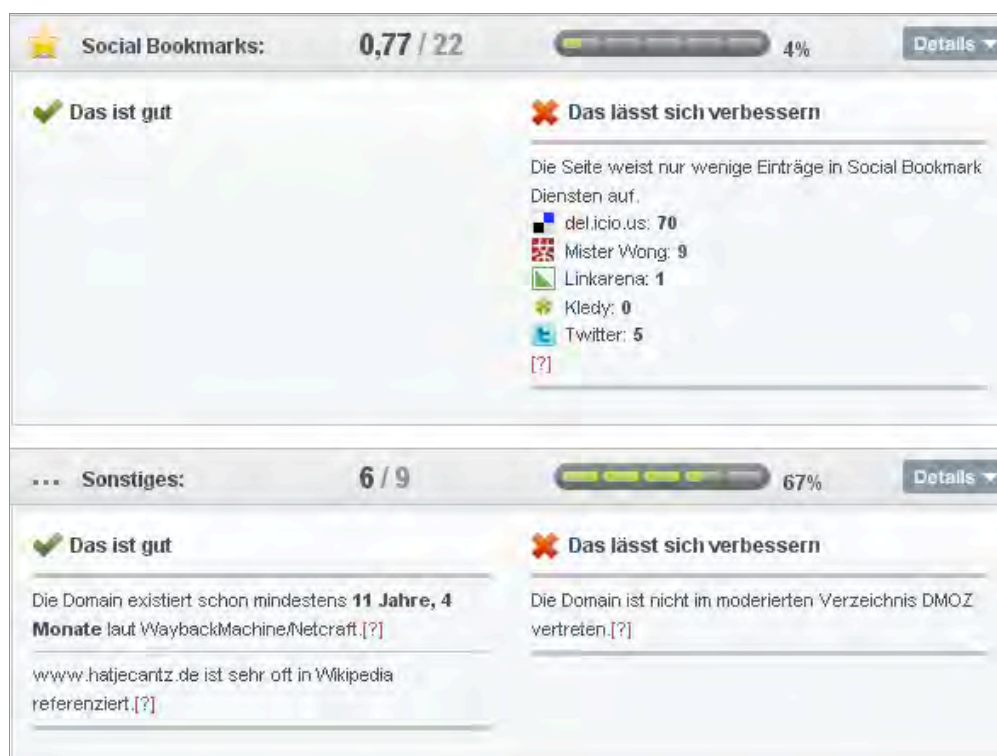 Social Bookmarks: 0,77 / 22 4% Details
Das ist gut
Das lässt sich verbessern
Die Seite weist nur wenige Einträge in Social Bookmark
Diensten auf.
del.icio.us: 70
Mister Wong: 9
Linkarena: 1
Kledy: 0
Twitter: 5
[?]
... Sonstiges: 6 / 9 67% Details
Das ist gut
Die Domain existiert schon mindestens 11 Jahre, 4
Monate laut WaybackMachine/Netcraft.[?]
www.hatjecantz.de ist sehr oft in Wikipedia
referenziert.[?]
Das lässt sich verbessern
Die Domain ist nicht im moderierten Verzeichnis DMOZ
vertreten.[?]